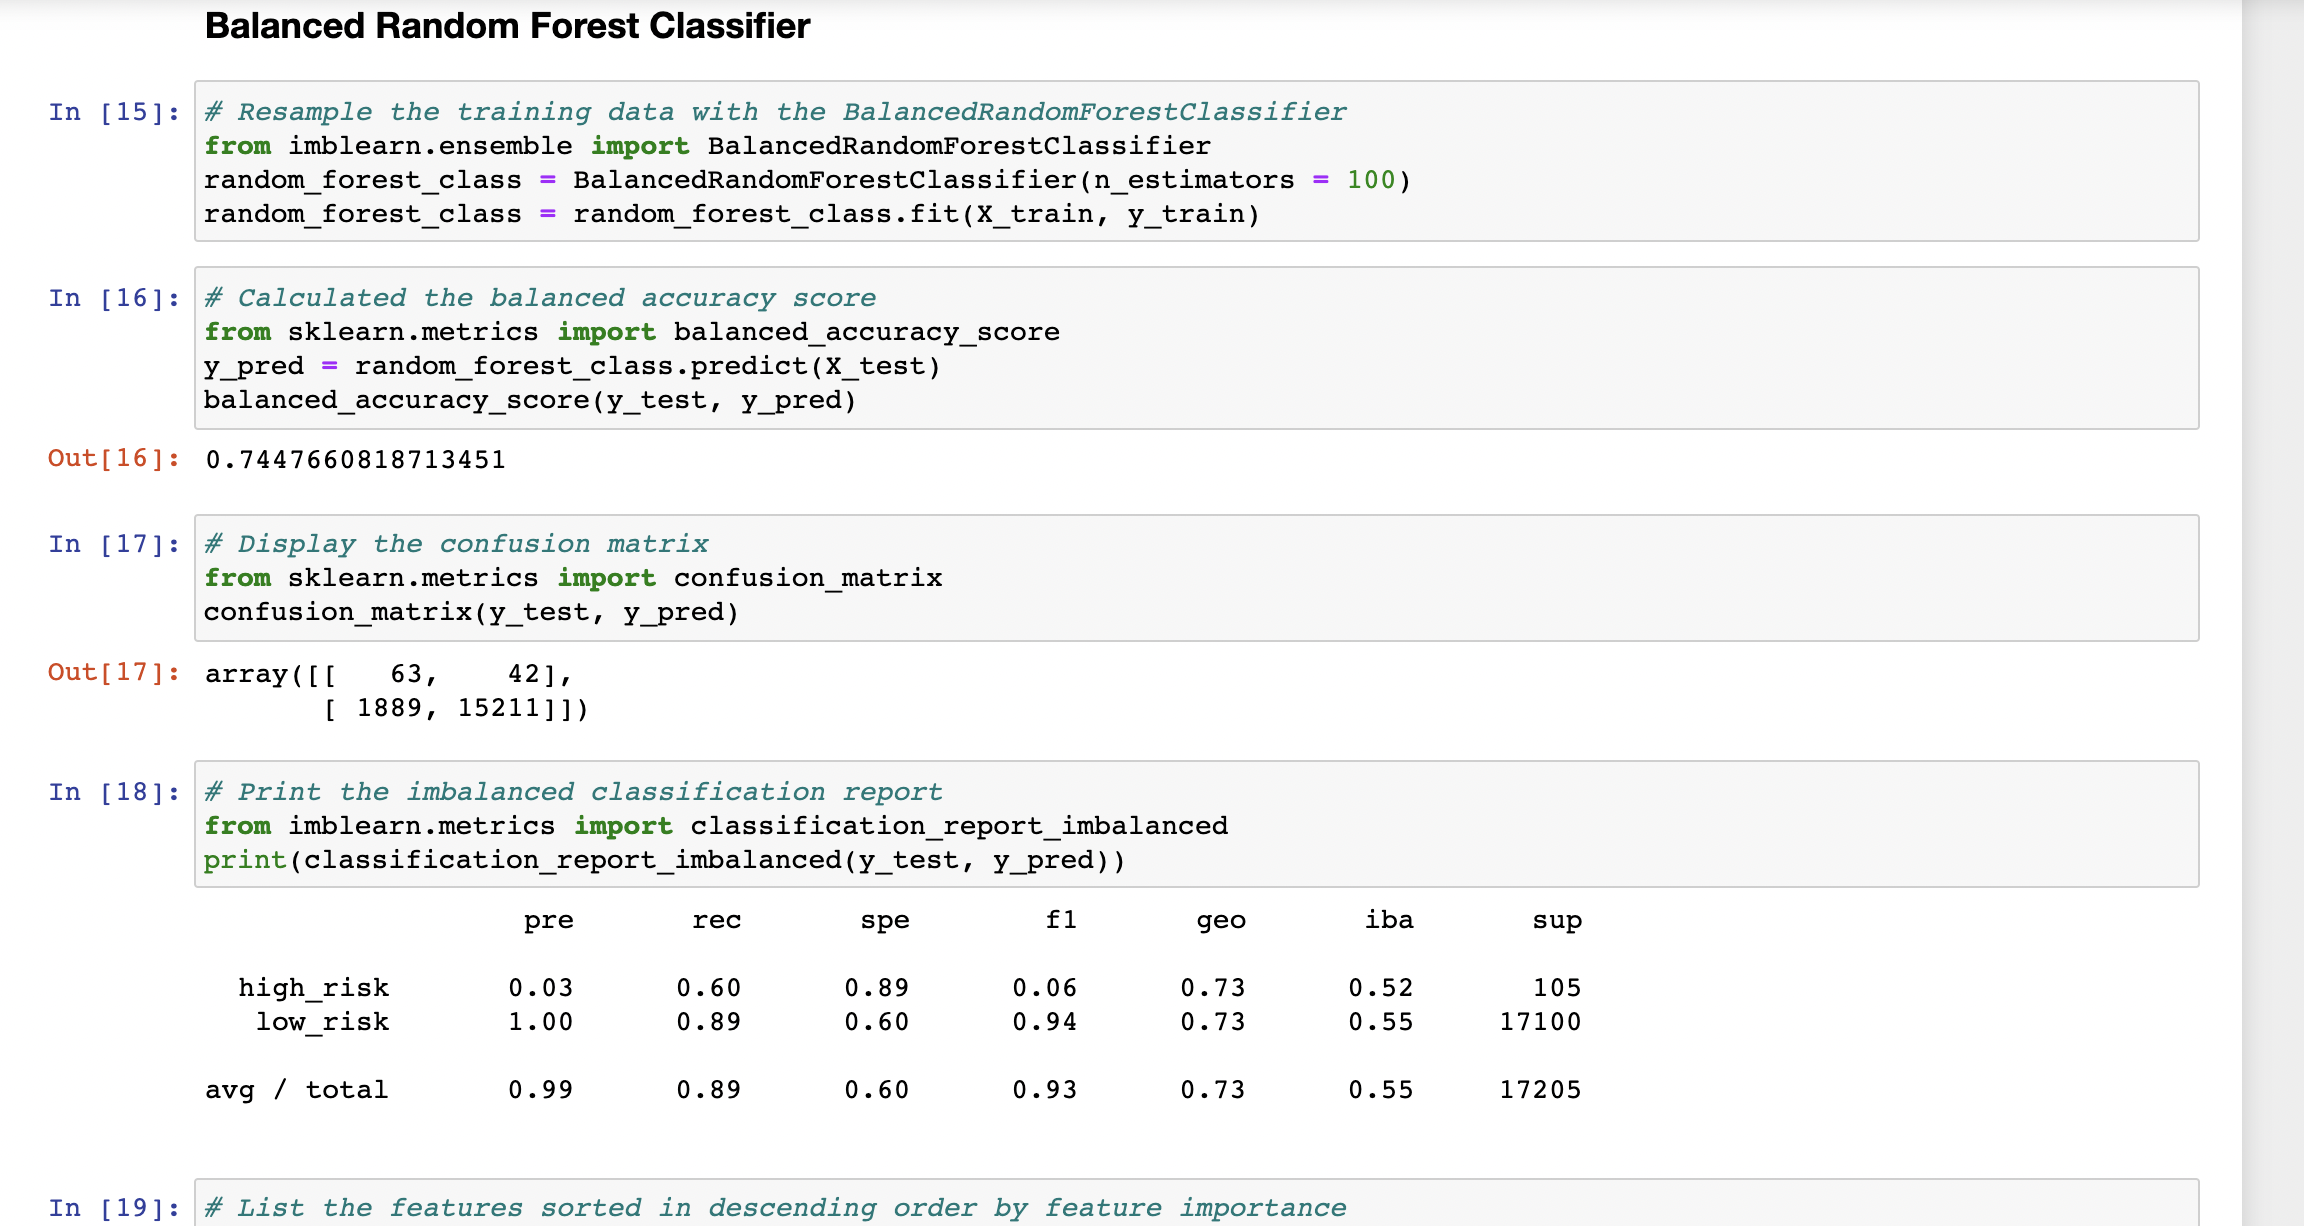 Balanced Random Forest Classifier
In [15]: # Resample the training data with the BalancedRandomForestClassifier
from imblearn.ensemble import BalancedRandomForestClassifier
random_forest_class = BalancedRandomForestClassifier(n_estimators = 100)
random_forest_class = random_forest_class.fit(X_train, y_train)
In [16]: # Calculated the balanced accuracy score
from sklearn.metrics import balanced_accuracy_score
y_pred = random_forest_class.predict(X_test)
balanced_accuracy_score(y_test, y_pred)
Out[16]: 0.7447660818713451
In [17]: # Display the confusion matrix
from sklearn.metrics import confusion_matrix
confusion_matrix(y_test, y_pred)
Out[17]: array([[   63,    42],
       [ 1889, 15211]])
In [18]: # Print the imbalanced classification report
from imblearn.metrics import classification_report_imbalanced
print(classification_report_imbalanced(y_test, y_pred))
pre rec spe f1 geo iba sup
high_risk 0.03 0.60 0.89 0.06 0.73 0.52 105
low_risk 1.00 0.89 0.60 0.94 0.73 0.55 17100
avg / total 0.99 0.89 0.60 0.93 0.73 0.55 17205
In [19]: # List the features sorted in descending order by feature importance